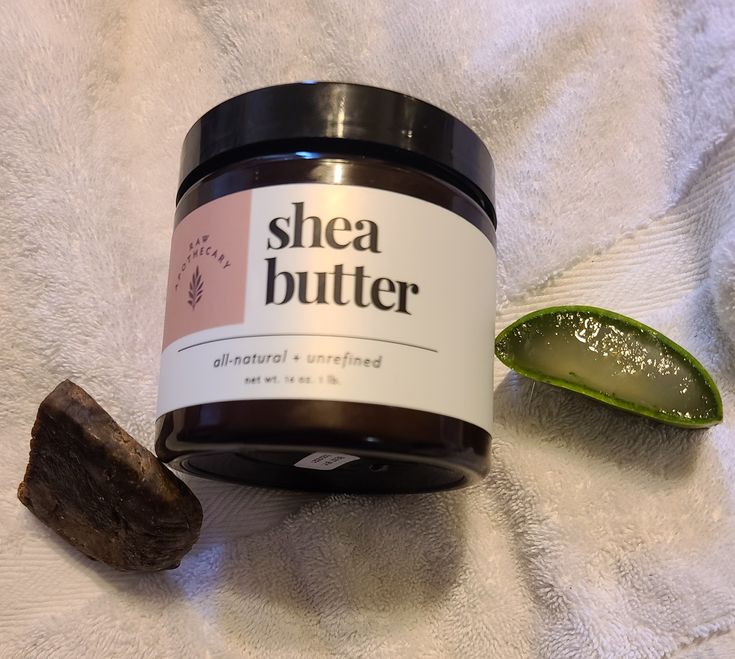 RAW
APOTHECARY
shea
butter
all-natural + unrefined
net wt. 16 oz. 1 lb.